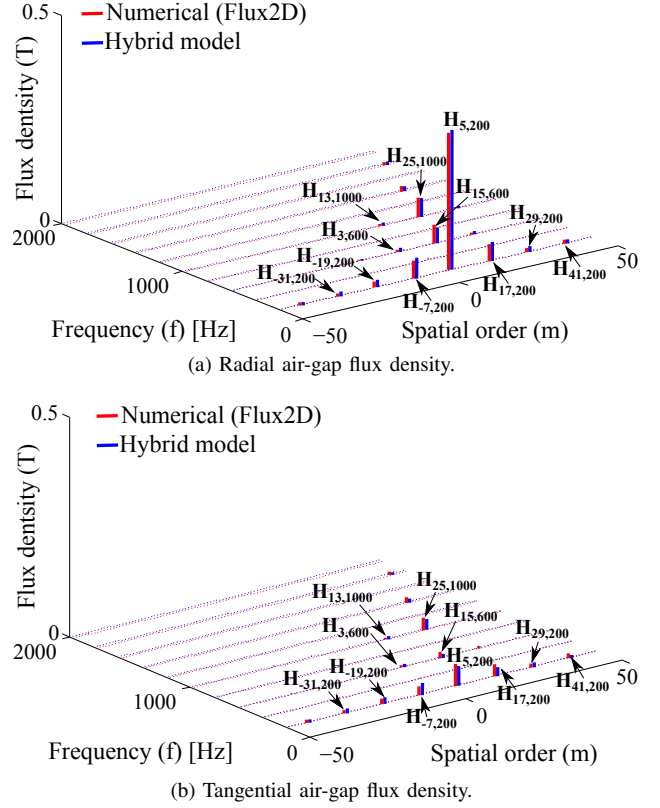 0.5
Numerical (Flux2D)
Hybrid model
Flux dentsity (T)
H5,200
H25,1000
H13,1000
H15,600
H3,600
H29,200
H-19,200
H-31,200
0
2000
1000
0
H-7,200
H17,200
H41,200
50
0
−50
Frequency (f) [Hz]
Spatial order (m)
(a) Radial air-gap flux density.
0.5
Numerical (Flux2D)
Hybrid model
Flux dentsity (T)
H25,1000
H13,1000
H15,600
H3,600
H5,200
H29,200
H-19,200
H-31,200
0
2000
1000
0
H-7,200
H17,200
H41,200
50
0
−50
Frequency (f) [Hz]
Spatial order (m)
(b) Tangential air-gap flux density.